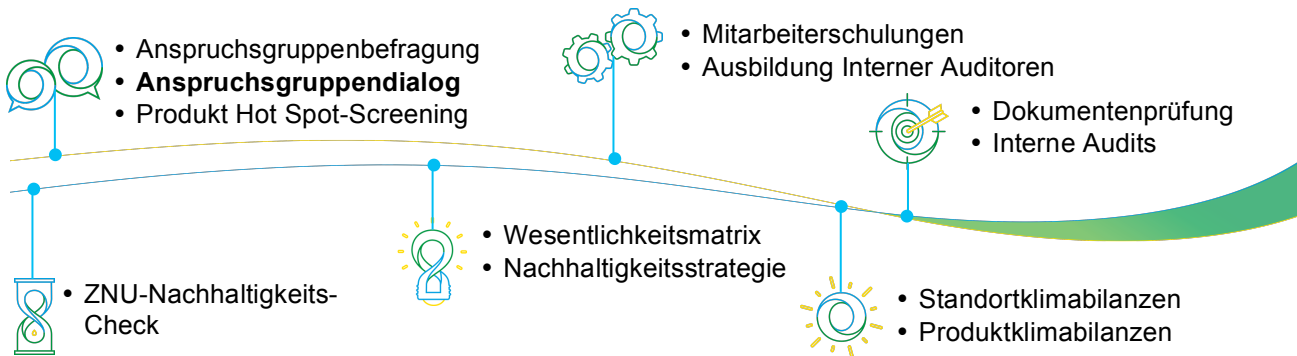 • Anspruchsgruppenbefragung
• Anspruchsgruppendialog
• Produkt Hot Spot-Screening
• Mitarbeiterschulungen
• Ausbildung Interner Auditoren
• Dokumentenprüfung
• Interne Audits
• ZNU-Nachhaltigkeits-
Check
• Wesentlichkeitsmatrix
• Nachhaltigkeitsstrategie
• Standortklimabilanzen
• Produktklimabilanzen